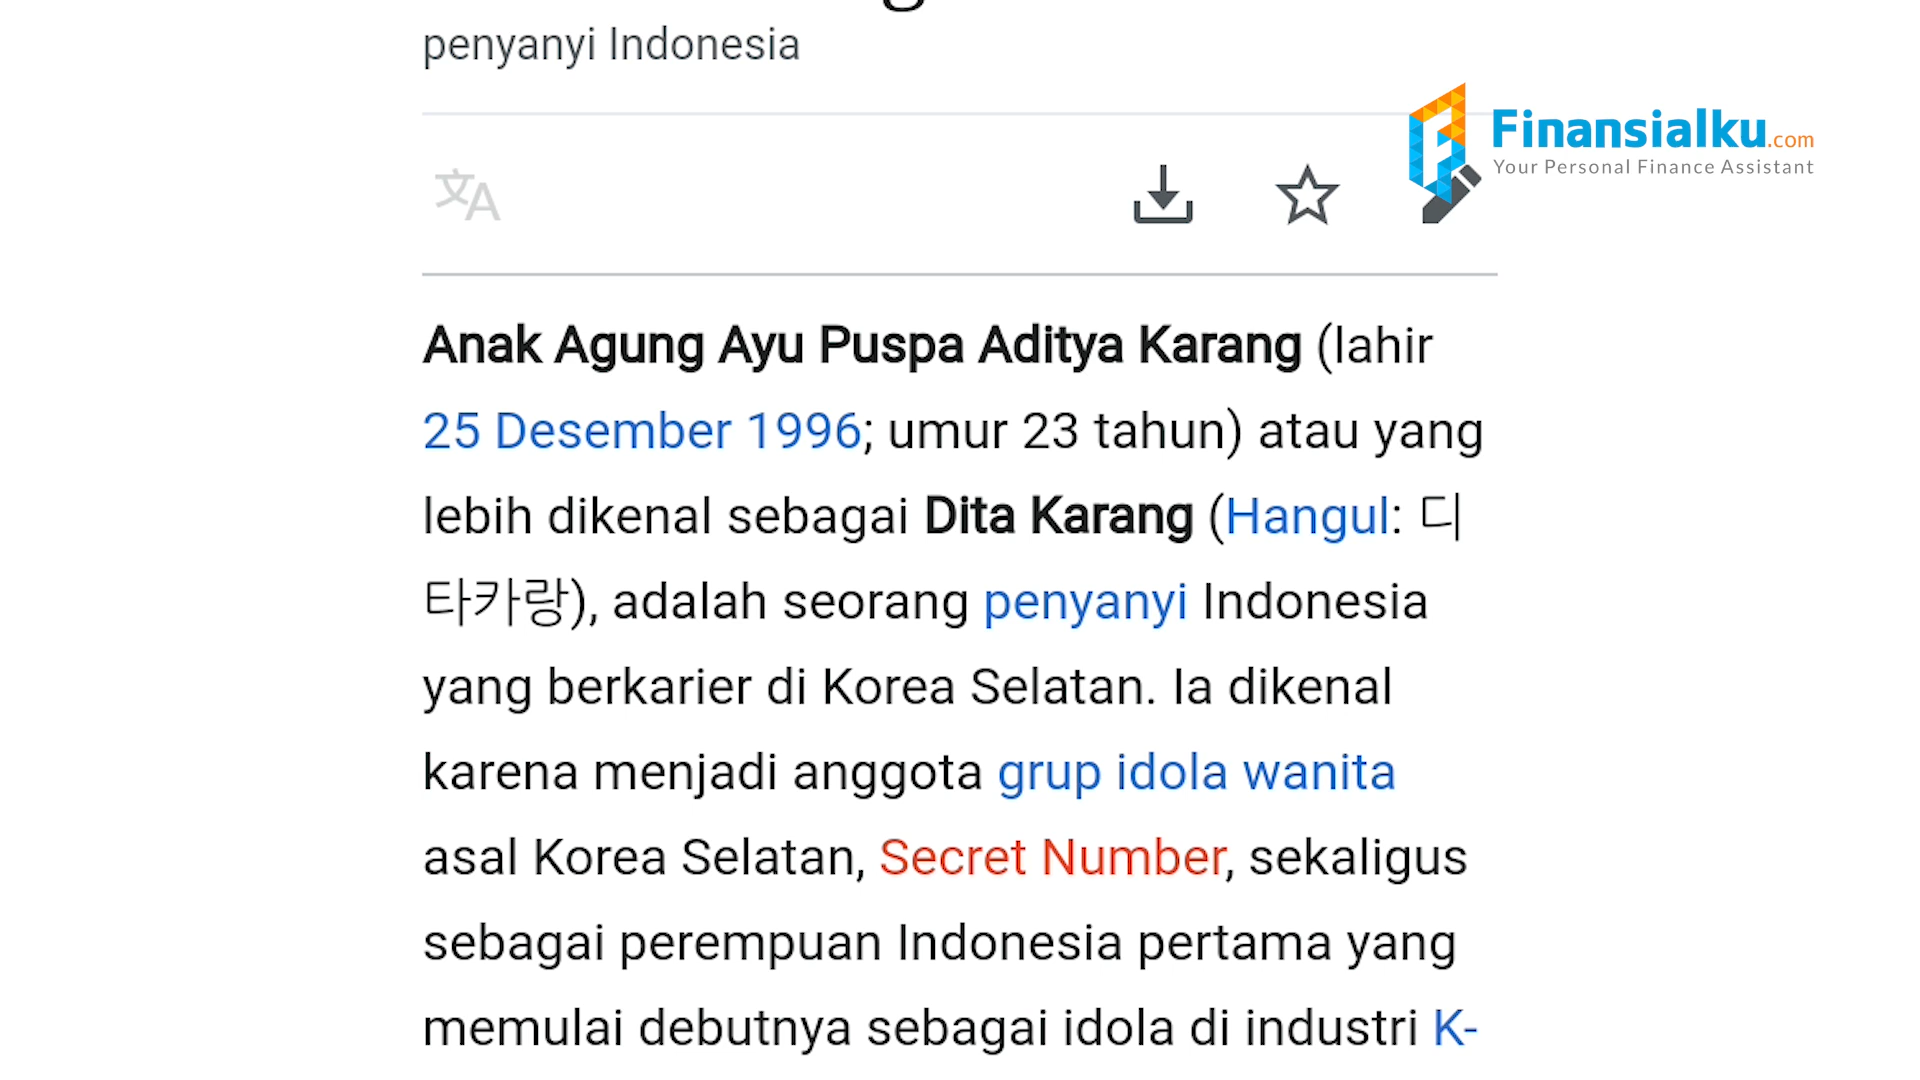 penyanyi Indonesia
Finansialku.com
Your Personal Finance Assistant
Anak Agung Ayu Puspa Aditya Karang (lahir
25 Desember 1996; umur 23 tahun) atau yang
lebih dikenal sebagai Dita Karang (Hangul: 디
타카랑), adalah seorang penyanyi Indonesia
yang berkarier di Korea Selatan. Ia dikenal
karena menjadi anggota grup idola wanita
asal Korea Selatan, Secret Number, sekaligus
sebagai perempuan Indonesia pertama yang
memulai debutnya sebagai idola di industri K-